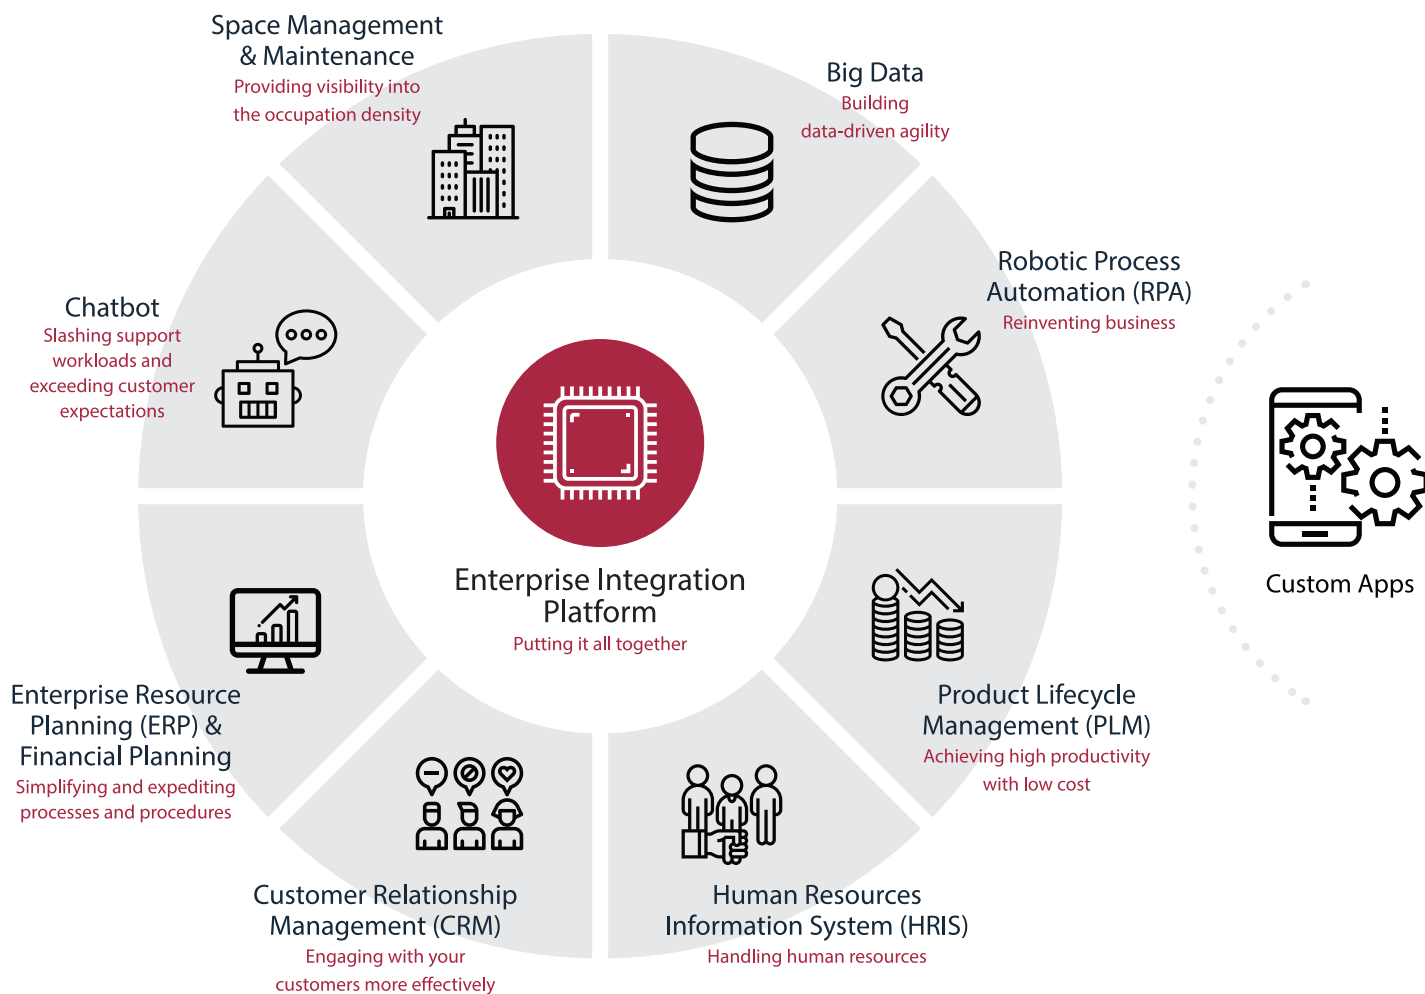 Space Management
& Maintenance
Providing visibility into
the occupation density
Big Data
Building
data-driven agility
Robotic Process
Automation (RPA)
Reinventing business
Chatbot
Slashing support
workloads and
exceeding customer
expectations
Enterprise Integration
Platform
Putting it all together
Custom Apps
Enterprise Resource
Planning (ERP) &
Financial Planning
Simplifying and expediting
processes and procedures
Product Lifecycle
Management (PLM)
Achieving high productivity
with low cost
Customer Relationship
Management (CRM)
Engaging with your
customers more effectively
Human Resources
Information System (HRIS)
Handling human resources